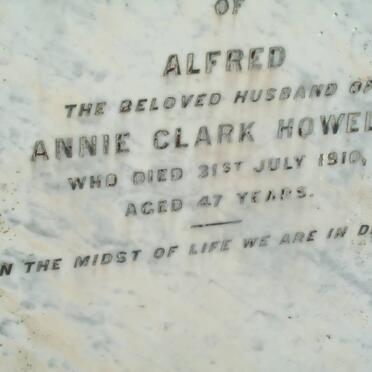 OF
ALFRED
THE BELOVED HUSBAND OF
ANNIE CLARK HOWEL
WHO DIED 31ST JULY 1910,
AGED 47 YEARS.
N THE MIDST OF LIFE WE ARE IN D